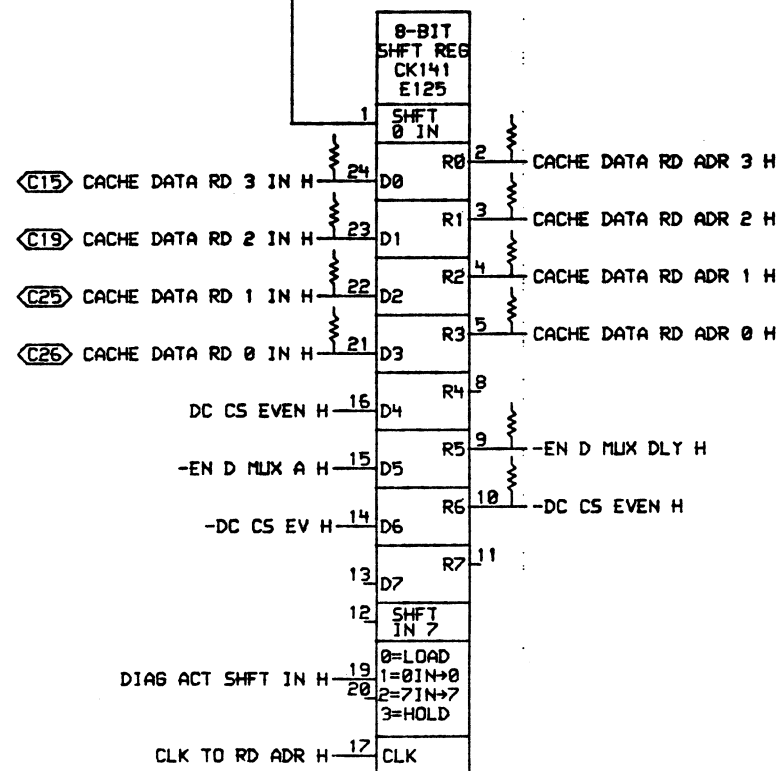 8-BIT
SHFT REG
CK141
E125
1
SHFT
0 IN
R0 2 CACHE DATA RD ADR 3 H
C15 CACHE DATA RD 3 IN H 24 D0
R1 3 CACHE DATA RD ADR 2 H
C19 CACHE DATA RD 2 IN H 23 D1
R2 4 CACHE DATA RD ADR 1 H
C25 CACHE DATA RD 1 IN H 22 D2
R3 5 CACHE DATA RD ADR 0 H
C26 CACHE DATA RD 0 IN H 21 D3
R4 8
DC CS EVEN H 16 D4
R5 9 -EN D MUX DLY H
-EN D MUX A H 15 D5
R6 10 -DC CS EVEN H
-DC CS EV H 14 D6
R7 11
13 D7
12 SHFT
IN 7
0=LOAD
DIAG ACT SHFT IN H 19 1=0IN→0
20 2=7IN→7
3=HOLD
CLK TO RD ADR H 17 CLK